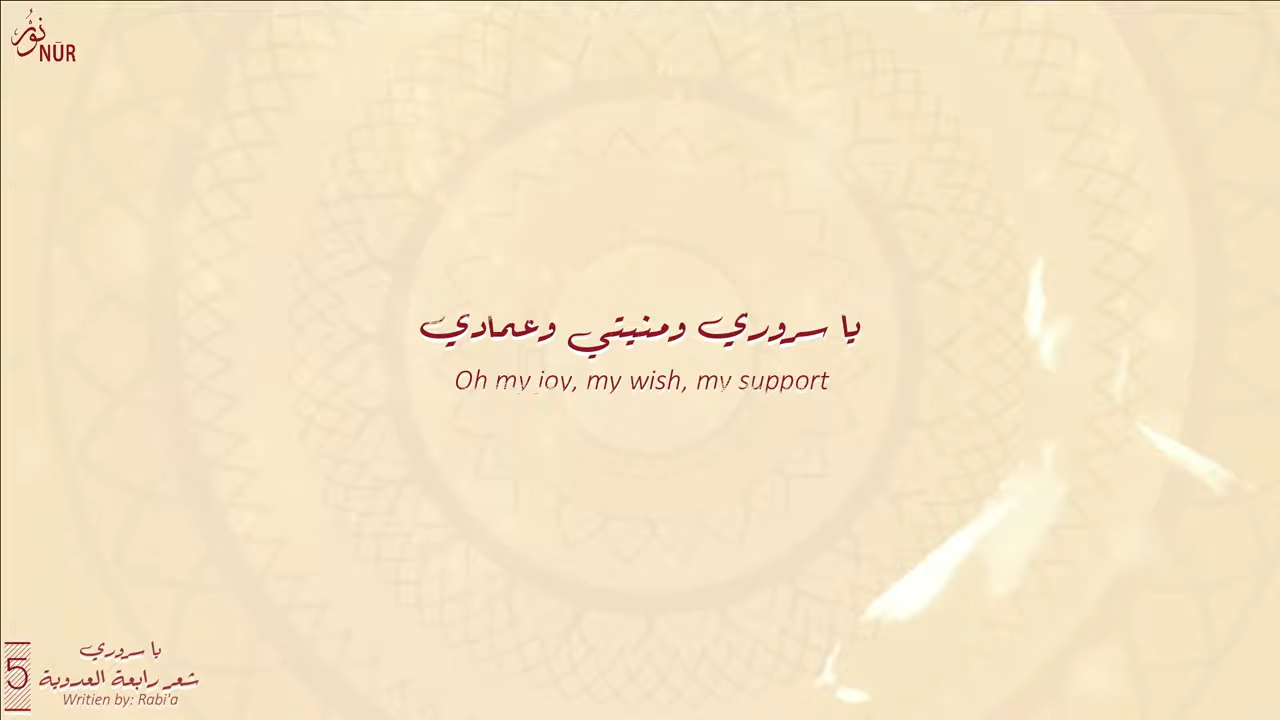 نور
NŪR
يا سروري ومنيتي وعمادي
Oh my joy, my wish, my support
5
يا سروري
شعر رابعة العدوية
Writien by: Rabi'a